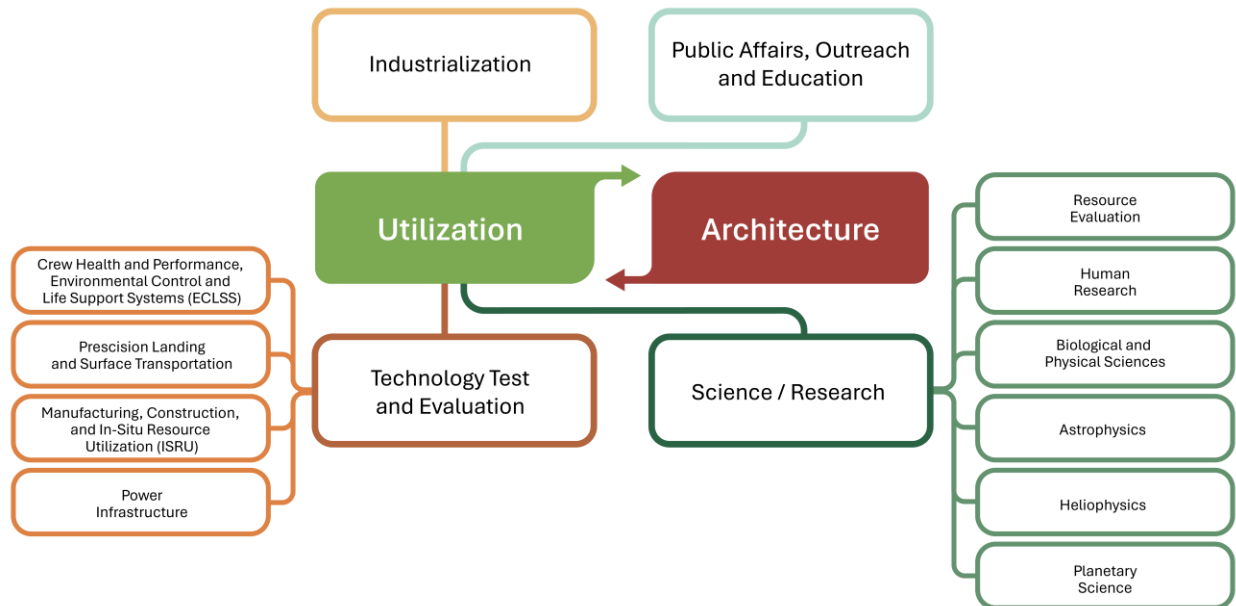 Industrialization
Public Affairs, Outreach
and Education
Utilization
Architecture
Crew Health and Performance,
Environmental Control and
Life Support Systems (ECLSS)
Prescision Landing
and Surface Transportation
Manufacturing, Construction,
and In-Situ Resource
Utilization (ISRU)
Power
Infrastructure
Technology Test
and Evaluation
Science / Research
Resource
Evaluation
Human
Research
Biological and
Physical Sciences
Astrophysics
Heliophysics
Planetary
Science